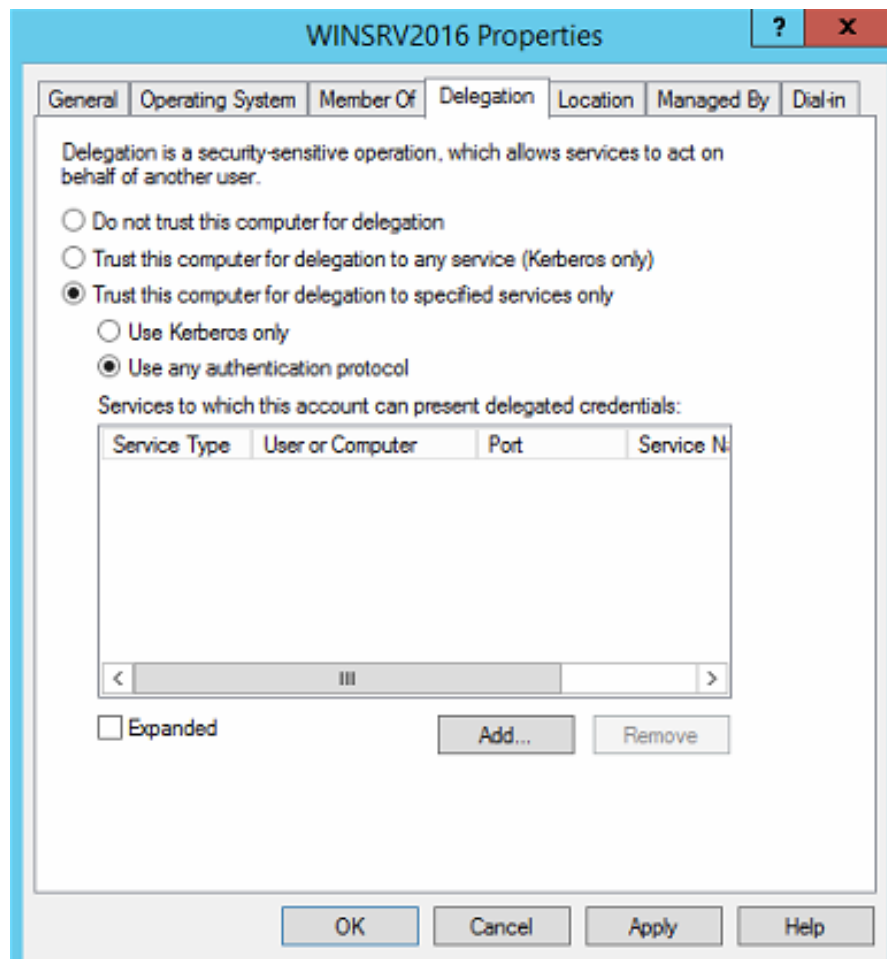 WINSRV2016 Properties
? x
General Operating System Member Of Delegation Location Managed By Dial-in
Delegation is a security-sensitive operation, which allows services to act on
behalf of another user.
Do not trust this computer for delegation
Trust this computer for delegation to any service (Kerberos only)
Trust this computer for delegation to specified services only
Use Kerberos only
Use any authentication protocol
Services to which this account can present delegated credentials:
Service Type User or Computer Port Service Na
Expanded Add... Remove
OK Cancel Apply Help